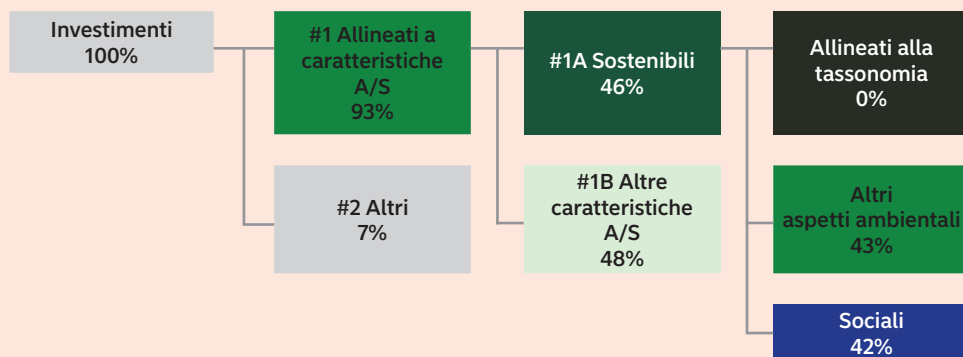 Investimenti
100%
#1 Allineati a
caratteristiche
A/S
93%
#2 Altri
7%
#1A Sostenibili
46%
#1B Altre
caratteristiche
A/S
48%
Allineati alla
tassonomia
0%
Altri
aspetti ambientali
43%
Sociali
42%